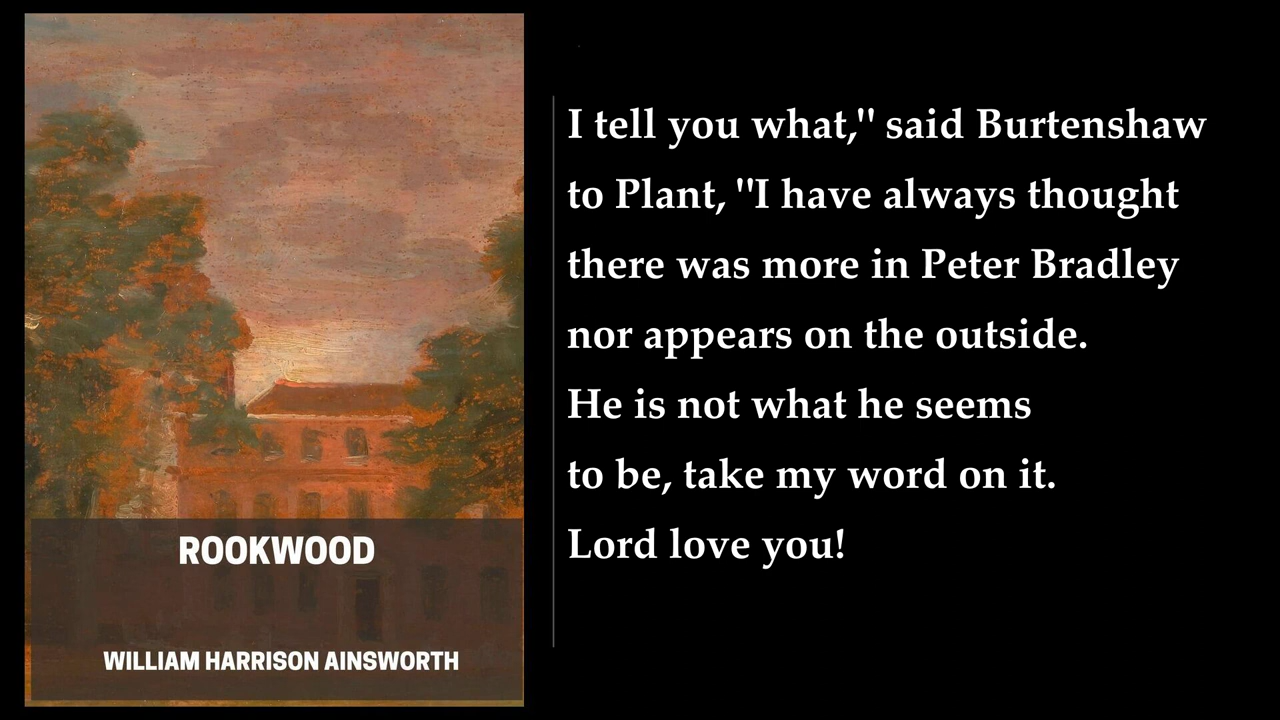 ROOKWOOD
WILLIAM HARRISON AINSWORTH
I tell you what," said Burtenshaw
to Plant, "I have always thought
there was more in Peter Bradley
nor appears on the outside.
He is not what he seems
to be, take my word on it.
Lord love you!